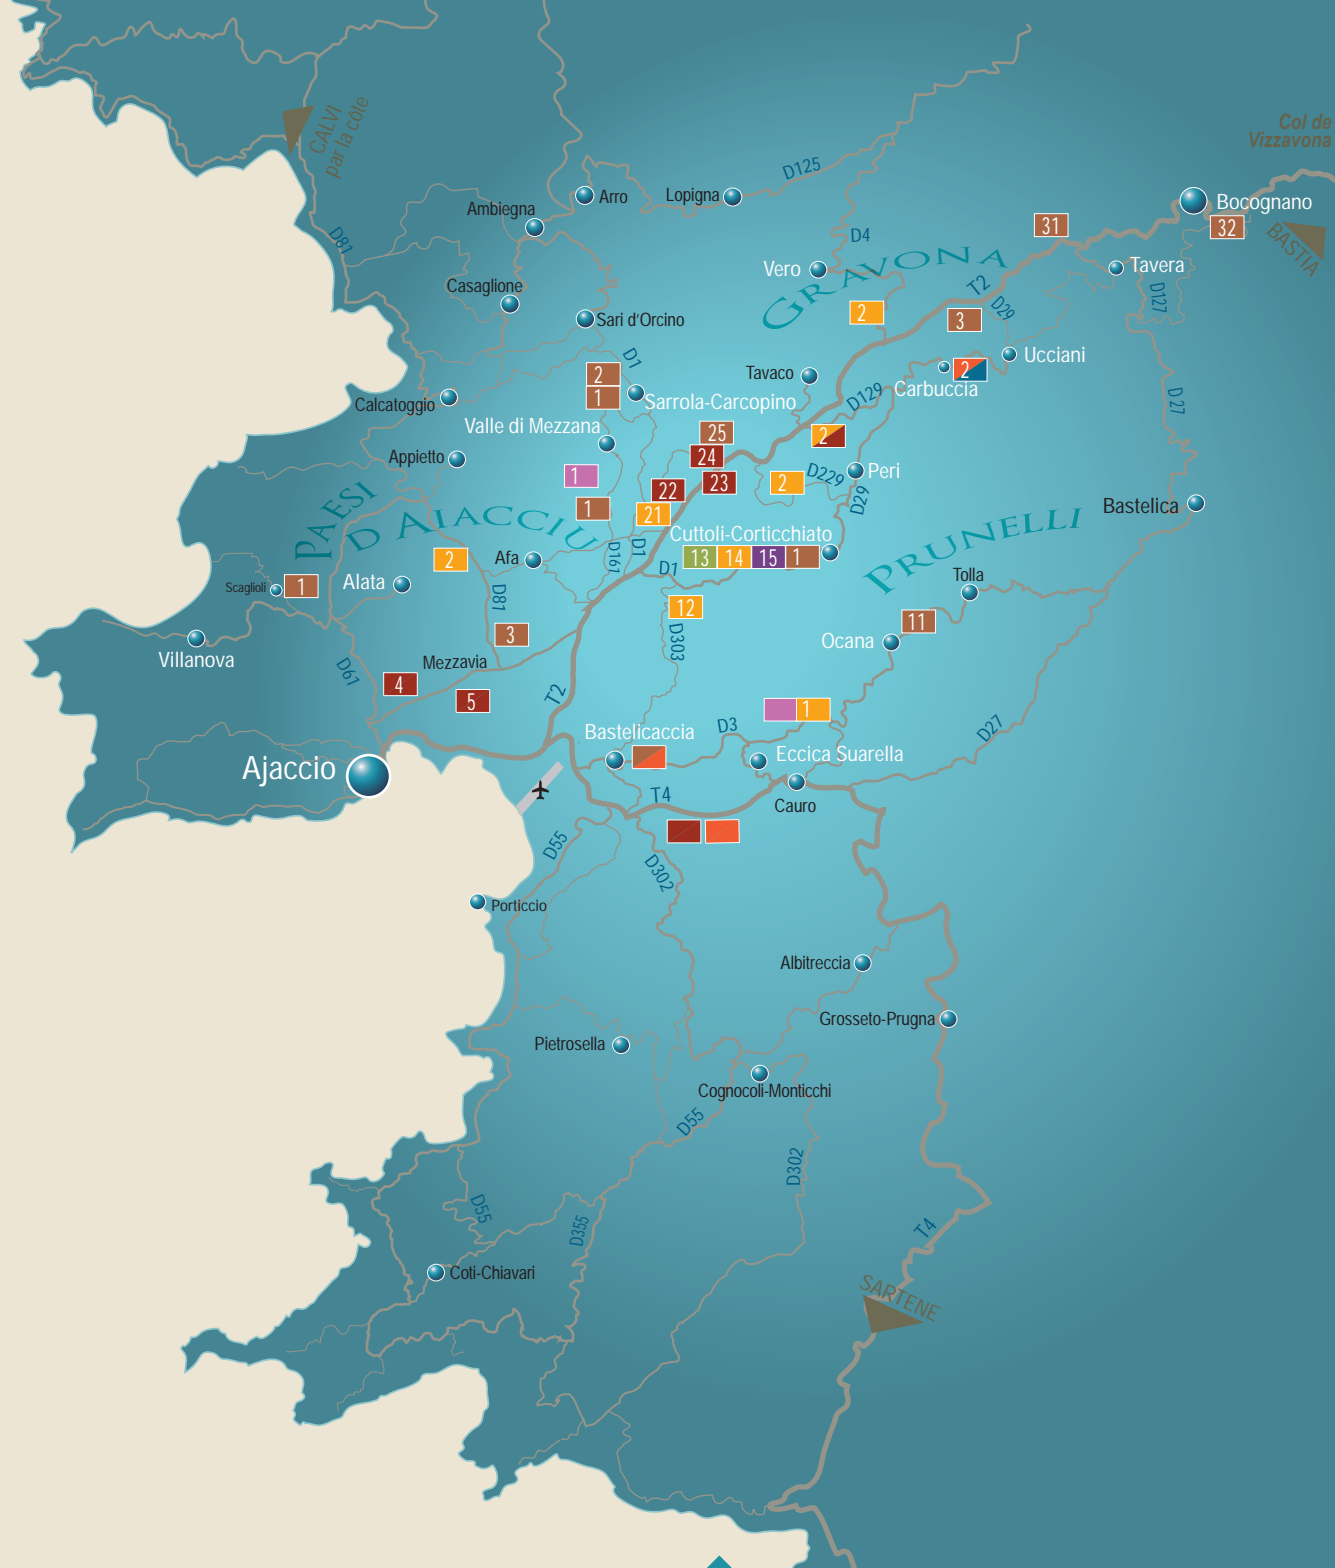 CALVI
par la côte
Col de
Vizzavona
D81
Arro
Lopigna
D125
Ambiegna
Bocognano
31
32
BASTIA
D4
Vero
GRAVONA
T2
Tavera
D127
Casaglione
Sari d'Orcino
2
3
D29
Ucciani
D1
2
1
Tavaco
2
Carbuccia
Sarrola-Carcopino
D129
D27
Calcatoggio
Valle di Mezzana
25
2
24
Appietto
1
22
23
2
D229
Peri
D29
PAESI
D'AIACCIU
1
21
Bastelica
Cuttoli-Corticchiato
PRUNELLI
2
Afa
D161
D1
D1
13
14
15
1
Scaglioli
1
Alata
D81
Tolla
12
11
3
D303
Ocana
Villanova
Mezzavia
D61
4
5
T2
1
Bastelicaccia
D3
D27
Eccica Suarella
Ajaccio
T4
Cauro
D55
D302
Porticcio
Albitreccia
Grosseto-Prugna
Pietrosella
Cognocoli-Monticchi
D55
D302
D55
D355
T4
Coti-Chiavari
SARTENE